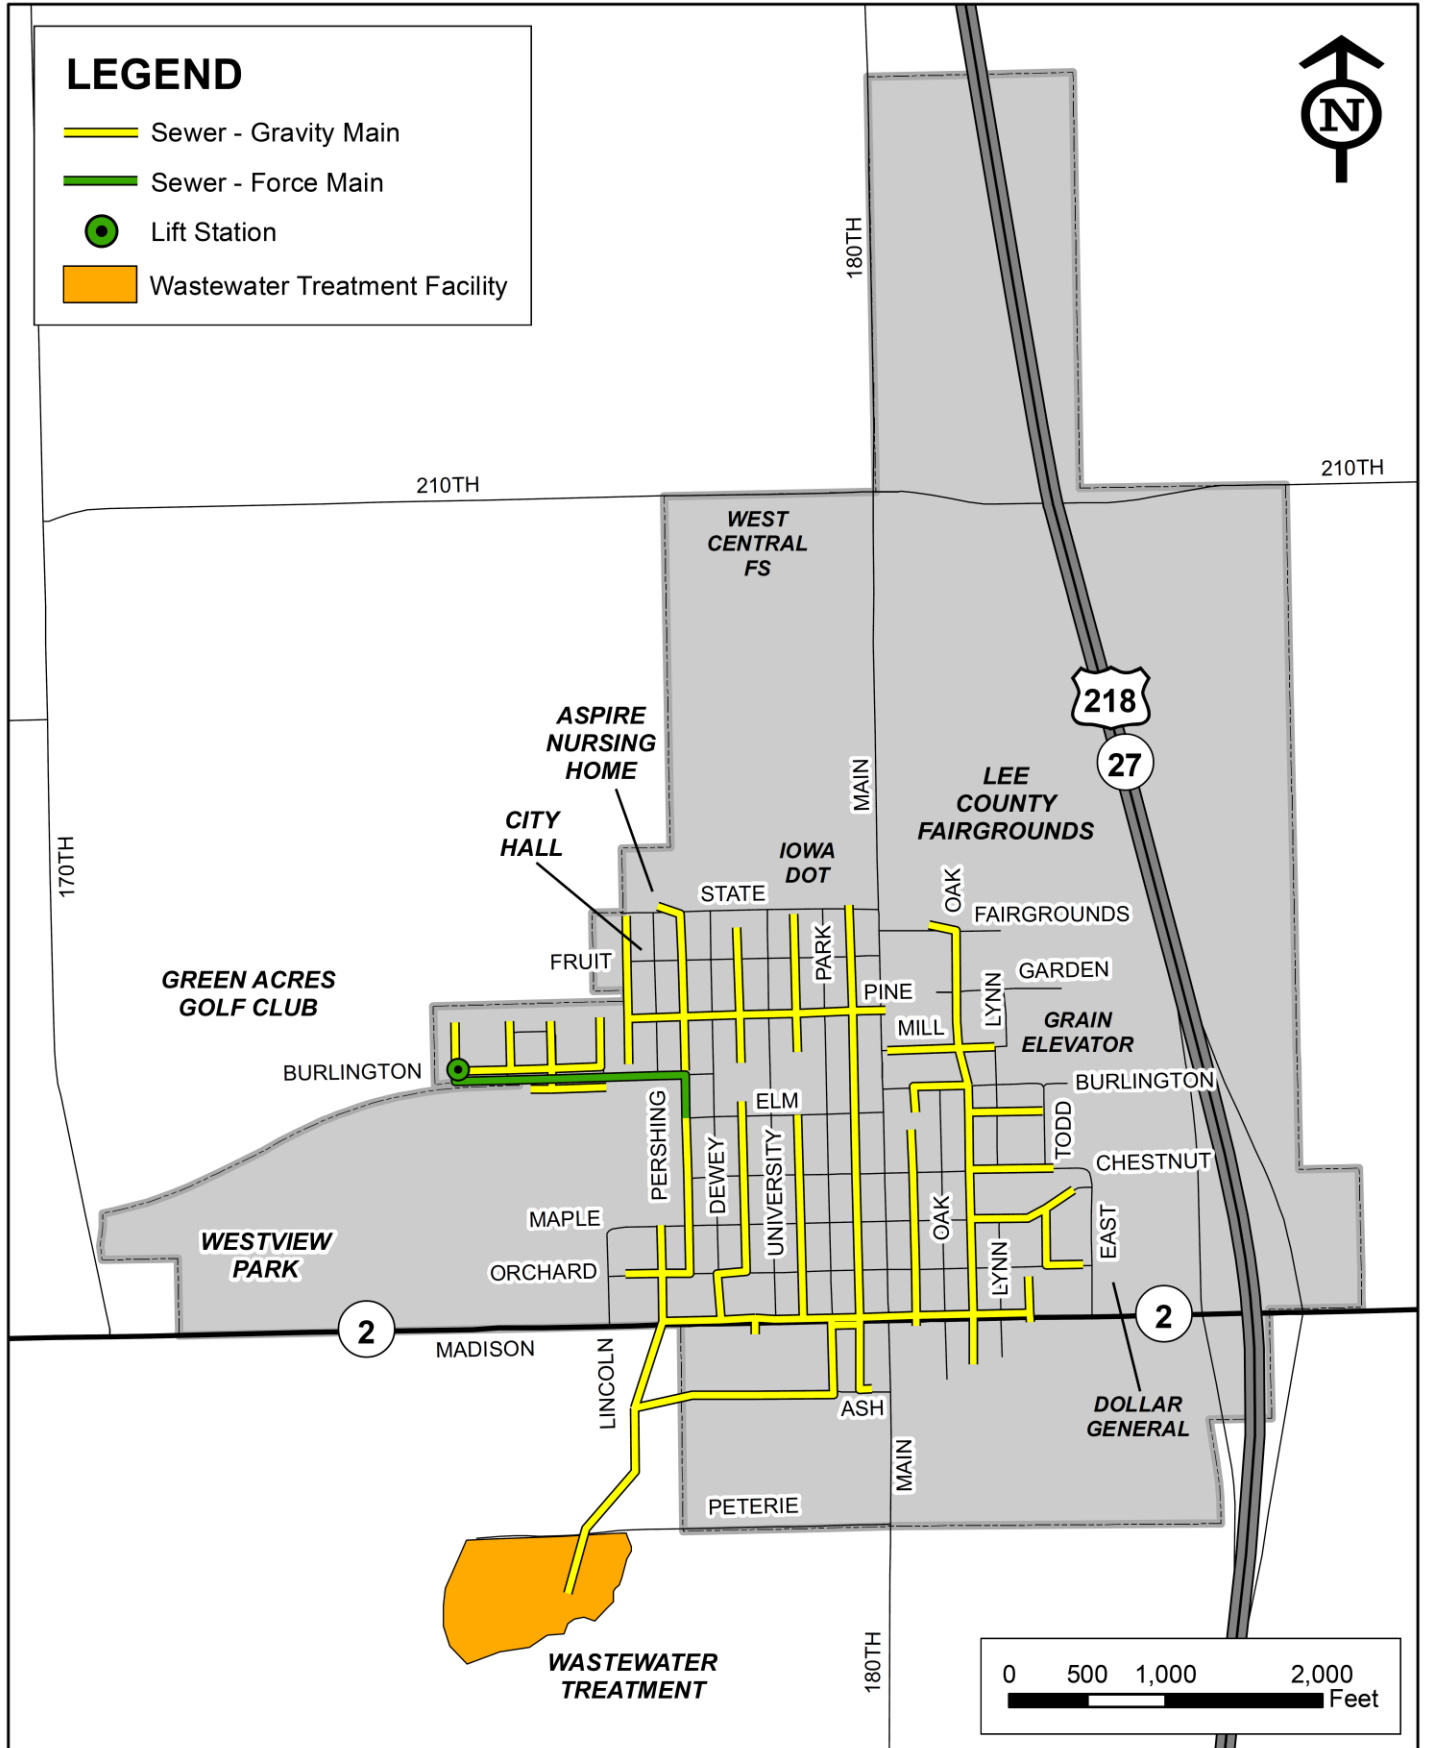 LEGEND
Sewer - Gravity Main
Sewer - Force Main
Lift Station
Wastewater Treatment Facility
N
180TH
210TH
210TH
WEST
CENTRAL
FS
218
27
ASPIRE
NURSING
HOME
CITY
HALL
MAIN
LEE
COUNTY
FAIRGROUNDS
IOWA
DOT
170TH
STATE
OAK
FAIRGROUNDS
FRUIT
PARK
GREEN ACRES
GOLF CLUB
PINE
LYNN
GARDEN
MILL
GRAIN
ELEVATOR
BURLINGTON
BURLINGTON
PERSHING
ELM
TODD
DEWEY
UNIVERSITY
CHESTNUT
MAPLE
OAK
EAST
WESTVIEW
PARK
ORCHARD
LYNN
2
2
MADISON
LINCOLN
ASH
DOLLAR
GENERAL
MAIN
PETERIE
WASTEWATER
TREATMENT
180TH
0 500 1,000 2,000
Feet